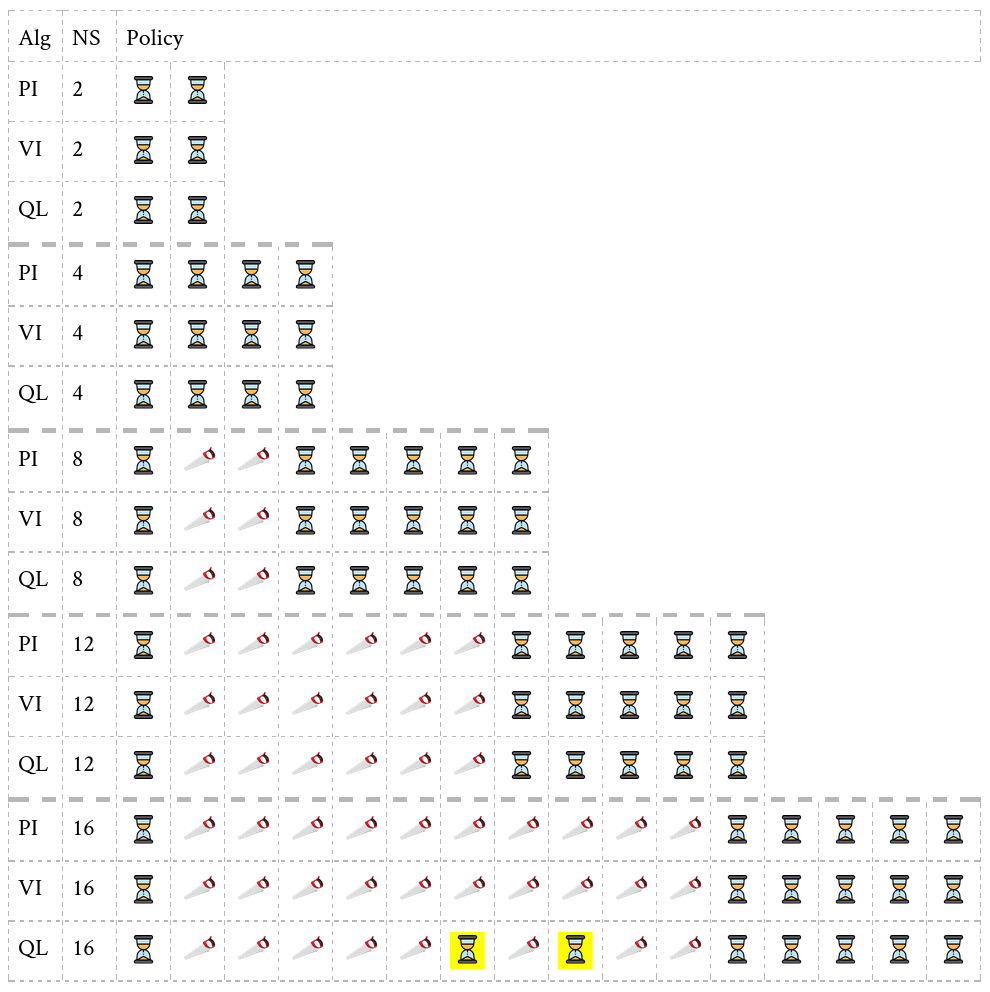 Alg NS Policy
PI 2
VI 2
QL 2
PI 4
VI 4
QL 4
PI 8
VI 8
QL 8
PI 12
VI 12
QL 12
PI 16
VI 16
QL 16